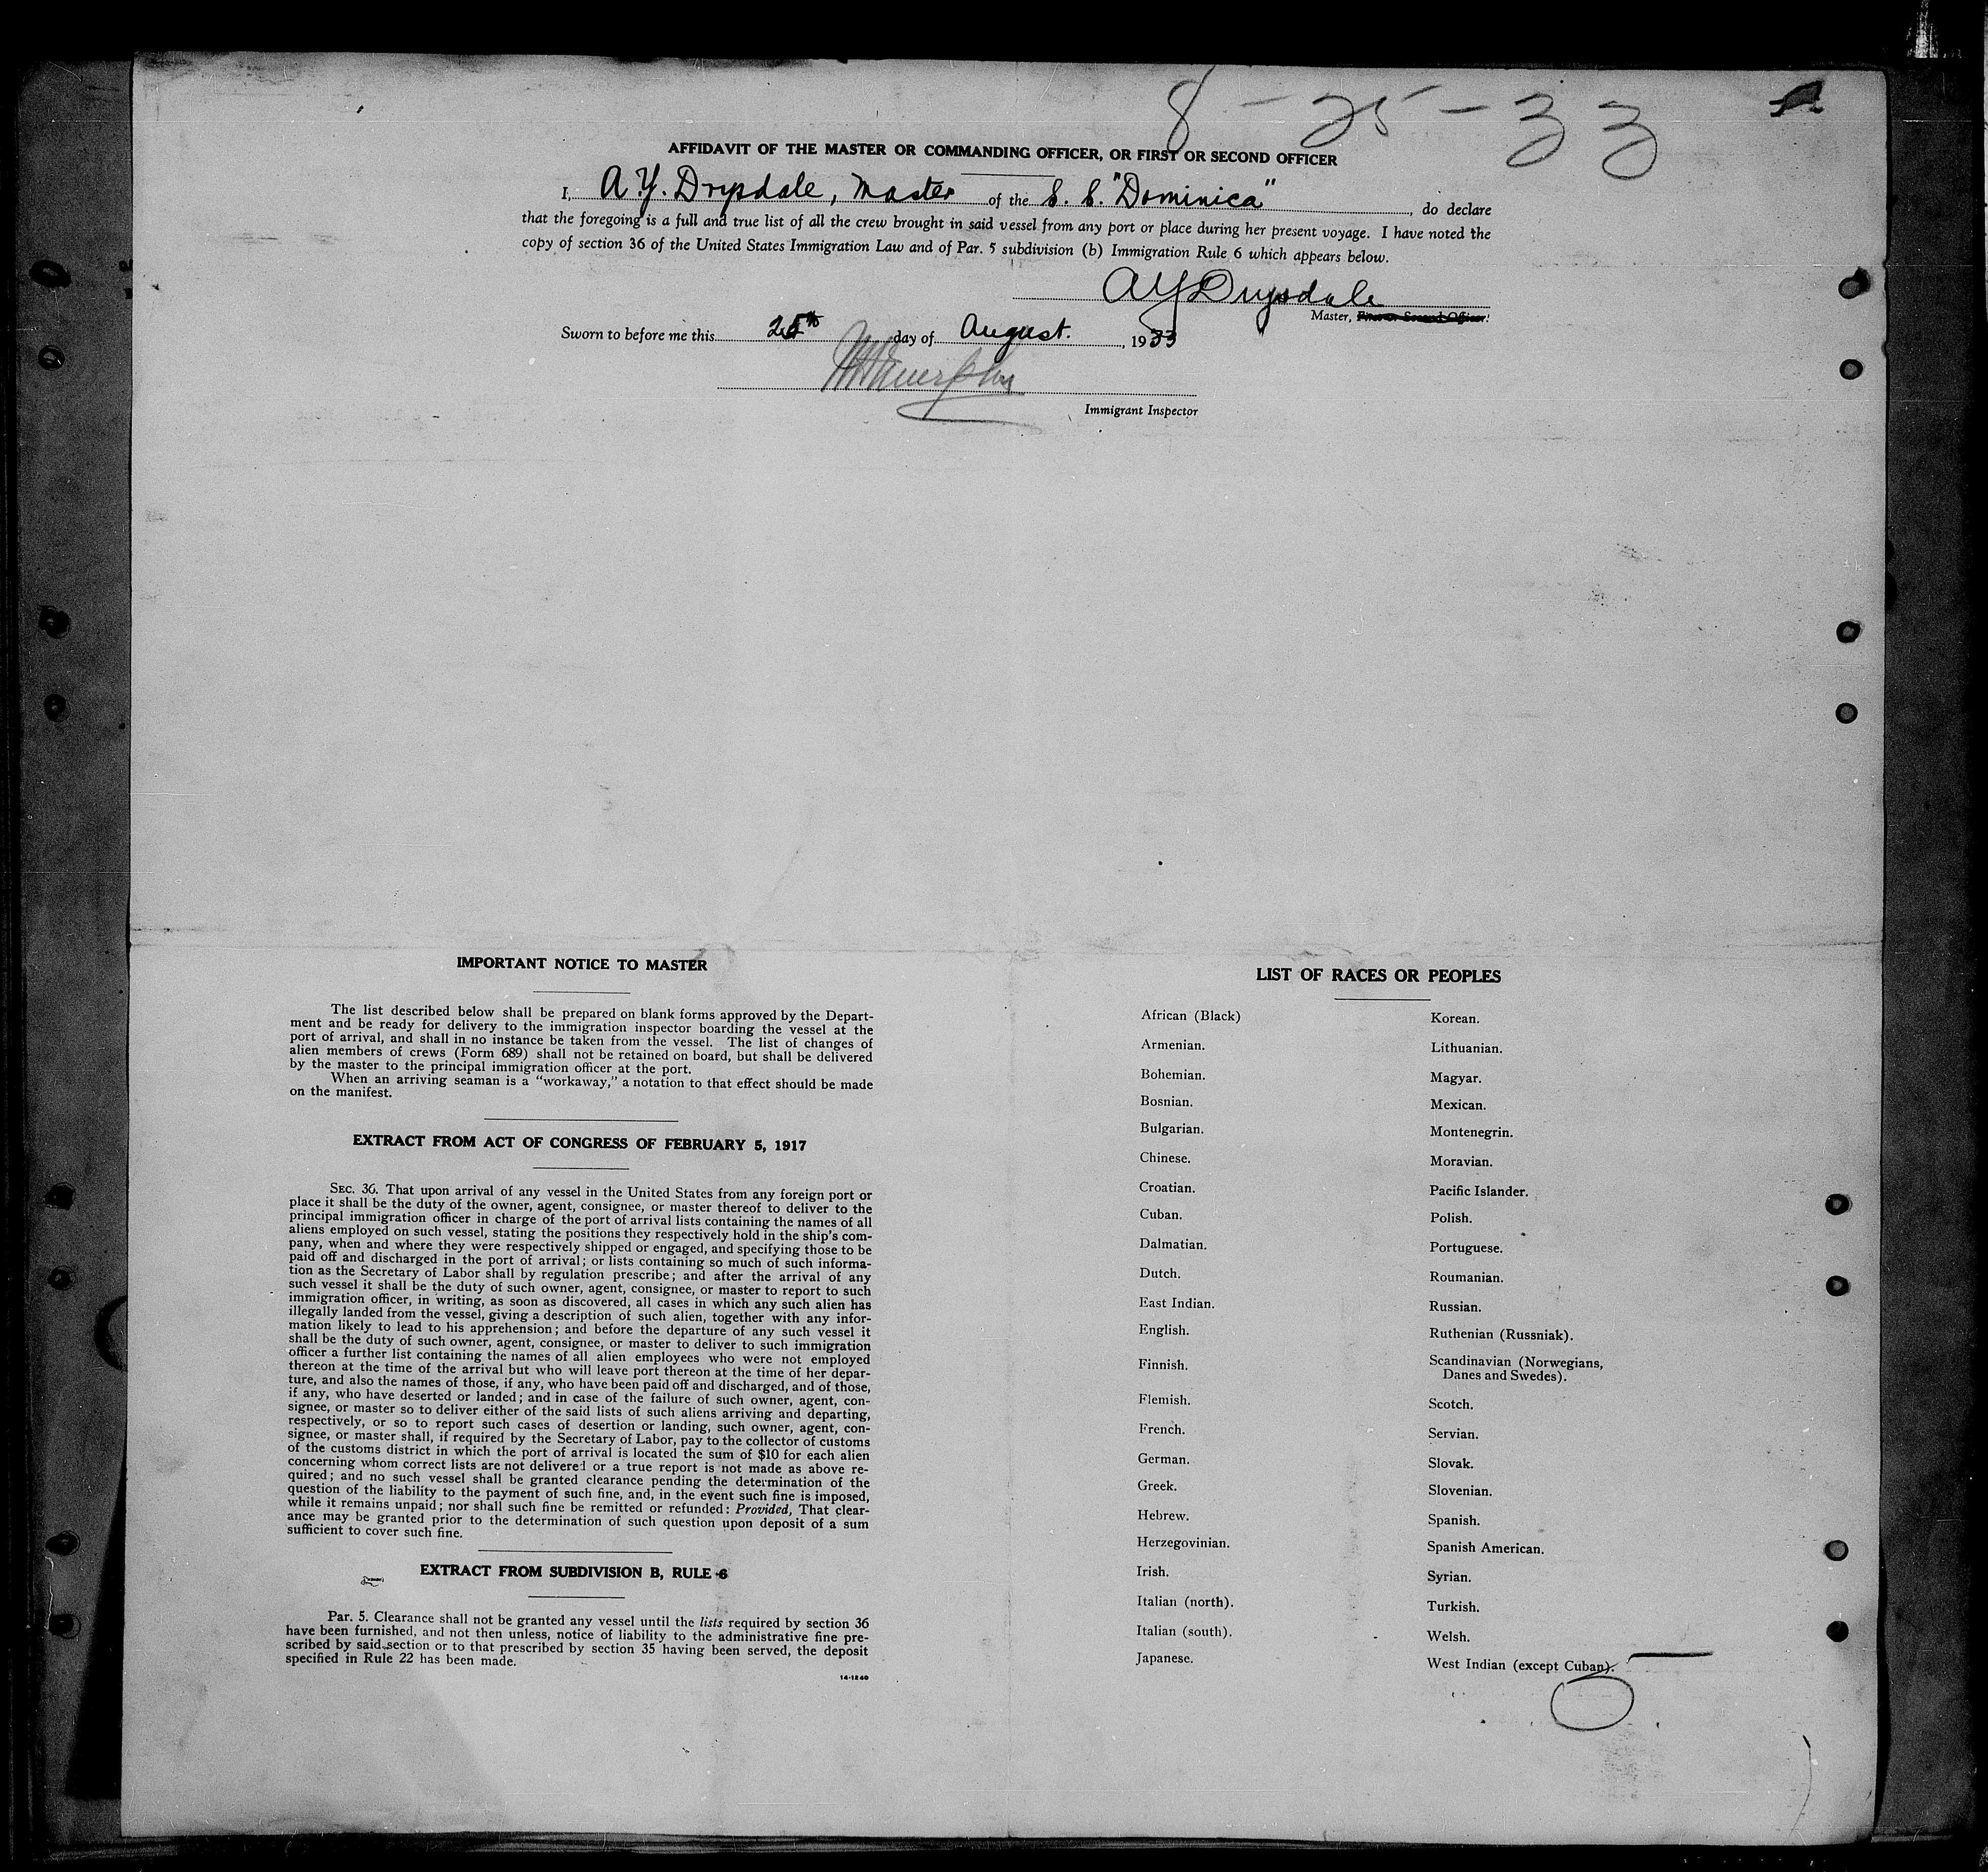 8-25-33
AFFIDAVIT OF THE MASTER OR COMMANDING OFFICER, OR FIRST OR SECOND OFFICER
I, A.Y. Drysdale, Master of the S.S. "Dominica", do declare
that the foregoing is a full and true list of all the crew brought in said vessel from any port or place during her present voyage. I have noted the
copy of section 36 of the United States Immigration Law and of Par. 5 subdivision (b) Immigration Rule 6 which appears below.
AY Drysdale
Master, First or Second Officer.
Sworn to before me this 25th day of August., 1933
Immigrant Inspector
IMPORTANT NOTICE TO MASTER
The list described below shall be prepared on blank forms approved by the Depart-
ment and be ready for delivery to the immigration inspector boarding the vessel at the
port of arrival, and shall in no instance be taken from the vessel. The list of changes of
alien members of crews (Form 689) shall not be retained on board, but shall be delivered
by the master to the principal immigration officer at the port.
When an arriving seaman is a "workaway," a notation to that effect should be made
on the manifest.
EXTRACT FROM ACT OF CONGRESS OF FEBRUARY 5, 1917
SEC. 36. That upon arrival of any vessel in the United States from any foreign port or
place it shall be the duty of the owner, agent, consignee, or master thereof to deliver to the
principal immigration officer in charge of the port of arrival lists containing the names of all
aliens employed on such vessel, stating the positions they respectively hold in the ship's com-
pany, when and where they were respectively shipped or engaged, and specifying those to be
paid off and discharged in the port of arrival; or lists containing so much of such informa-
tion as the Secretary of Labor shall by regulation prescribe; and after the arrival of any
such vessel it shall be the duty of such owner, agent, consignee, or master to report to such
immigration officer, in writing, as soon as discovered, all cases in which any such alien has
illegally landed from the vessel, giving a description of such alien, together with any infor-
mation likely to lead to his apprehension; and before the departure of any such vessel it
shall be the duty of such owner, agent, consignee, or master to deliver to such immigration
officer a further list containing the names of all alien employees who were not employed
thereon at the time of the arrival but who will leave port thereon at the time of her depar-
ture, and also the names of those, if any, who have been paid off and discharged, and of those,
if any, who have deserted or landed; and in case of the failure of such owner, agent, con-
signee, or master so to deliver either of the said lists of such aliens arriving and departing,
respectively, or so to report such cases of desertion or landing, such owner, agent, con-
signee, or master shall, if required by the Secretary of Labor, pay to the collector of customs
of the customs district in which the port of arrival is located the sum of $10 for each alien
concerning whom correct lists are not delivered or a true report is not made as above re-
quired; and no such vessel shall be granted clearance pending the determination of the
question of the liability to the payment of such fine, and, in the event such fine is imposed,
while it remains unpaid; nor shall such fine be remitted or refunded: Provided, That clear-
ance may be granted prior to the determination of such question upon deposit of a sum
sufficient to cover such fine.
EXTRACT FROM SUBDIVISION B, RULE 6
Par. 5. Clearance shall not be granted any vessel until the lists required by section 36
have been furnished, and not then unless, notice of liability to the administrative fine pre-
scribed by said section or to that prescribed by section 35 having been served, the deposit
specified in Rule 22 has been made.
14-1240
LIST OF RACES OR PEOPLES
African (Black)
Armenian.
Bohemian.
Bosnian.
Bulgarian.
Chinese.
Croatian.
Cuban.
Dalmatian.
Dutch.
East Indian.
English.
Finnish.
Flemish.
French.
German.
Greek.
Hebrew.
Herzegovinian.
Irish.
Italian (north).
Italian (south).
Japanese.
Korean.
Lithuanian.
Magyar.
Mexican.
Montenegrin.
Moravian.
Pacific Islander.
Polish.
Portuguese.
Roumanian.
Russian.
Ruthenian (Russniak).
Scandinavian (Norwegians,
Danes and Swedes).
Scotch.
Servian.
Slovak.
Slovenian.
Spanish.
Spanish American.
Syrian.
Turkish.
Welsh.
West Indian (except Cuban).